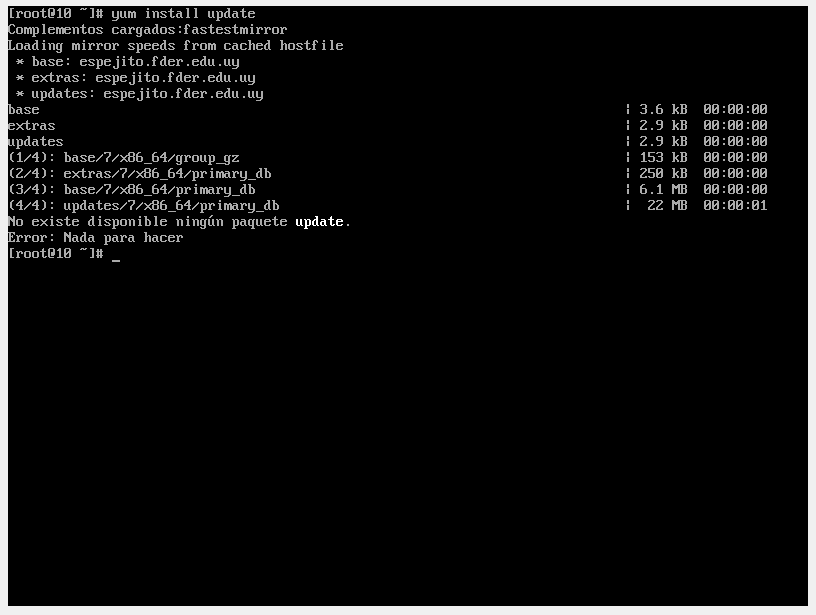 [root@10 ~]# yum install update
Complementos cargados:fastestmirror
Loading mirror speeds from cached hostfile
 * base: espejito.fder.edu.uy
 * extras: espejito.fder.edu.uy
 * updates: espejito.fder.edu.uy
base | 3.6 kB 00:00:00
extras | 2.9 kB 00:00:00
updates | 2.9 kB 00:00:00
(1/4): base/7/x86_64/group_gz | 153 kB 00:00:00
(2/4): extras/7/x86_64/primary_db | 250 kB 00:00:00
(3/4): base/7/x86_64/primary_db | 6.1 MB 00:00:00
(4/4): updates/7/x86_64/primary_db | 22 MB 00:00:01
No existe disponible ningún paquete update.
Error: Nada para hacer
[root@10 ~]# _